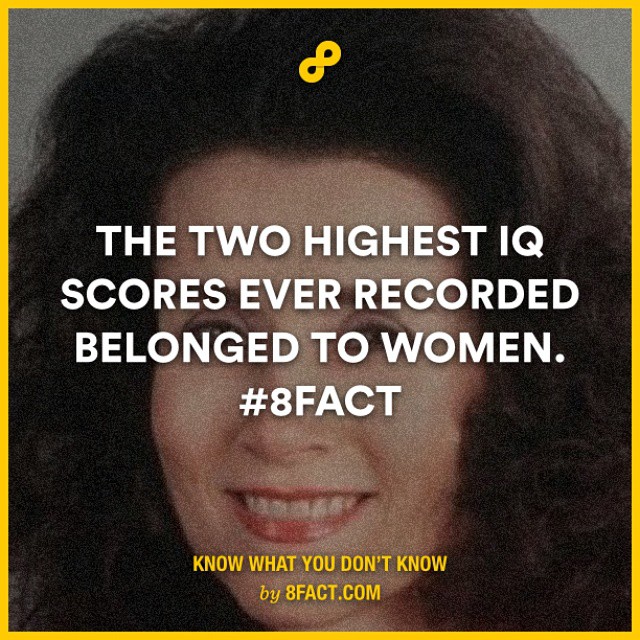 THE TWO HIGHEST IQ
SCORES EVER RECORDED
BELONGED TO WOMEN.
#8FACT
KNOW WHAT YOU DON'T KNOW
by 8FACT.COM